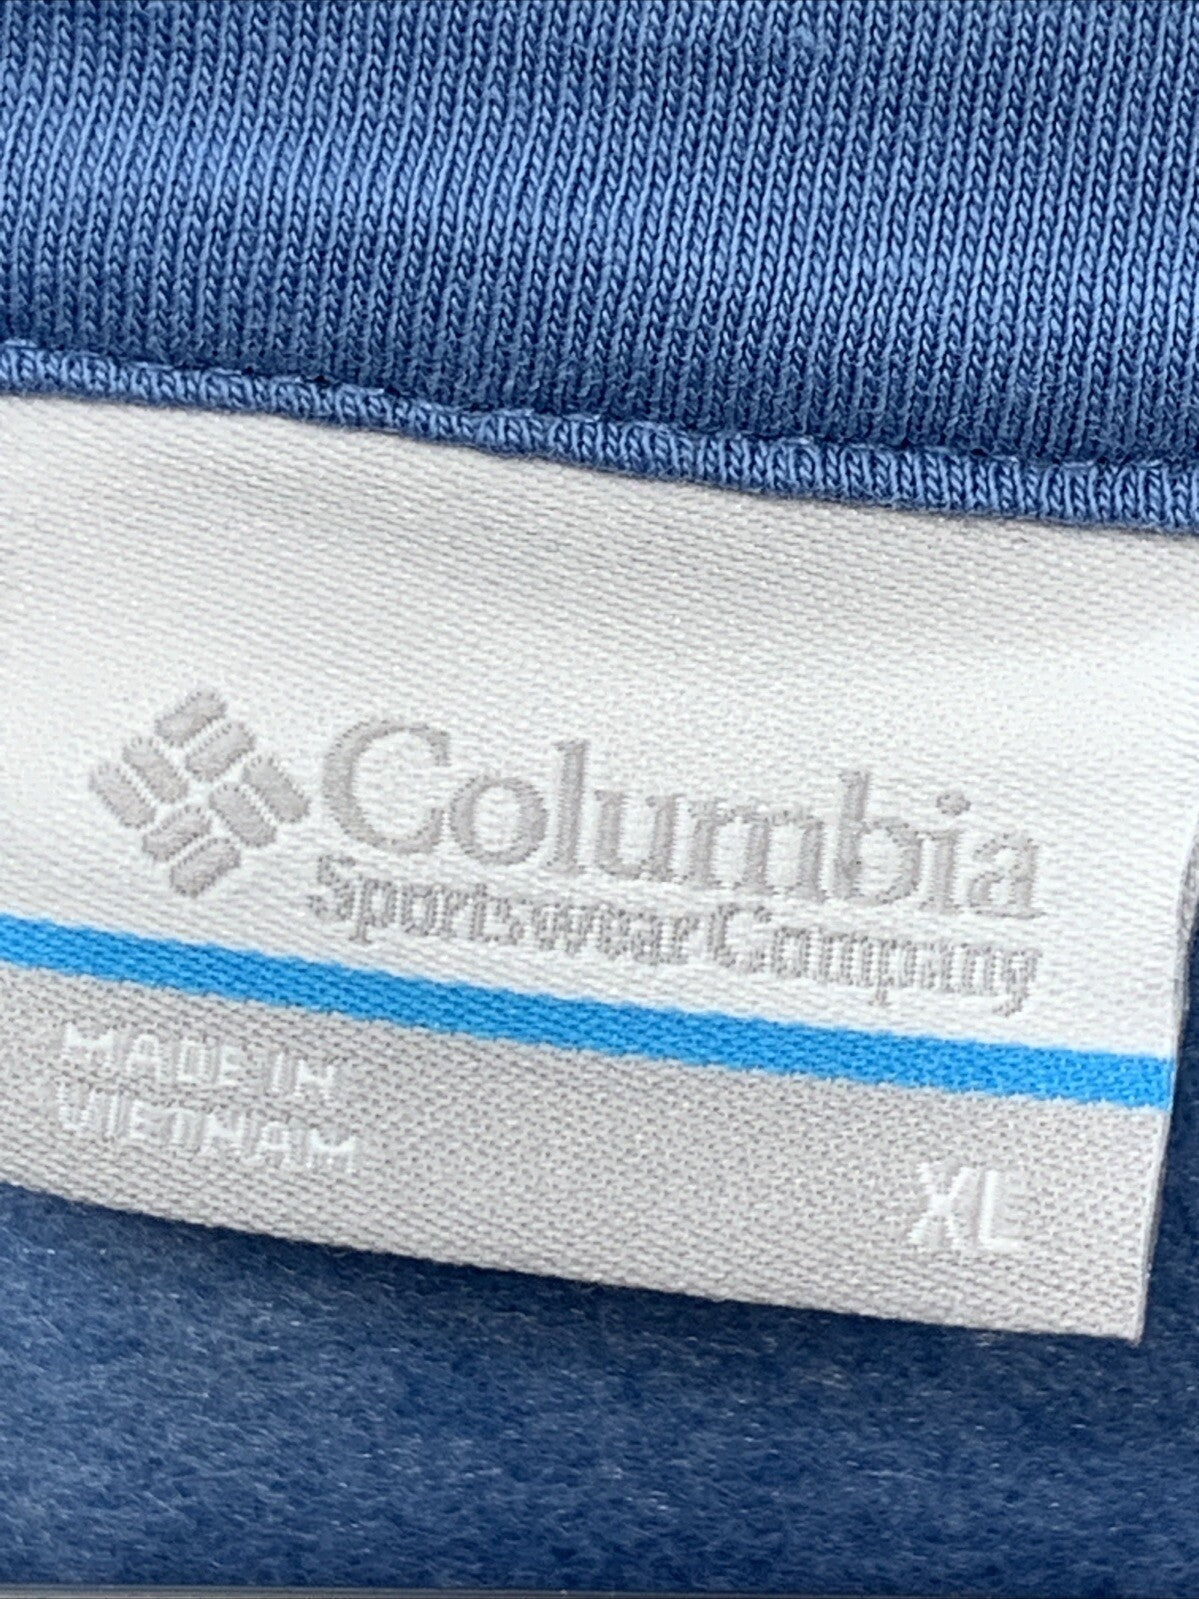 Columbia
Sportswear Company
MADE IN
VIETNAM
XL